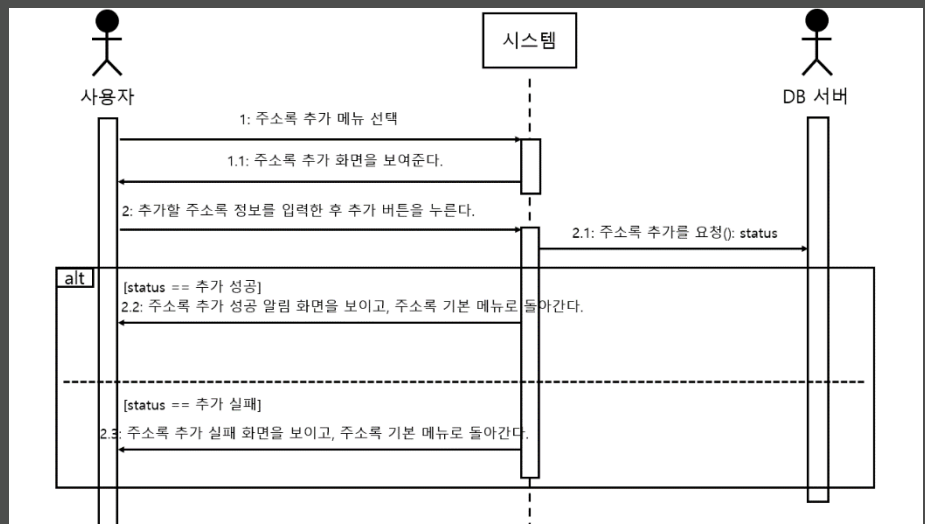 사용자
시스템
DB 서버
1: 주소록 추가 메뉴 선택
1.1: 주소록 추가 화면을 보여준다.
2: 추가할 주소록 정보를 입력한 후 추가 버튼을 누른다.
2.1: 주소록 추가를 요청(): status
alt
[status == 추가 성공]
2.2: 주소록 추가 성공 알림 화면을 보이고, 주소록 기본 메뉴로 돌아간다.
[status == 추가 실패]
2.3: 주소록 추가 실패 화면을 보이고, 주소록 기본 메뉴로 돌아간다.